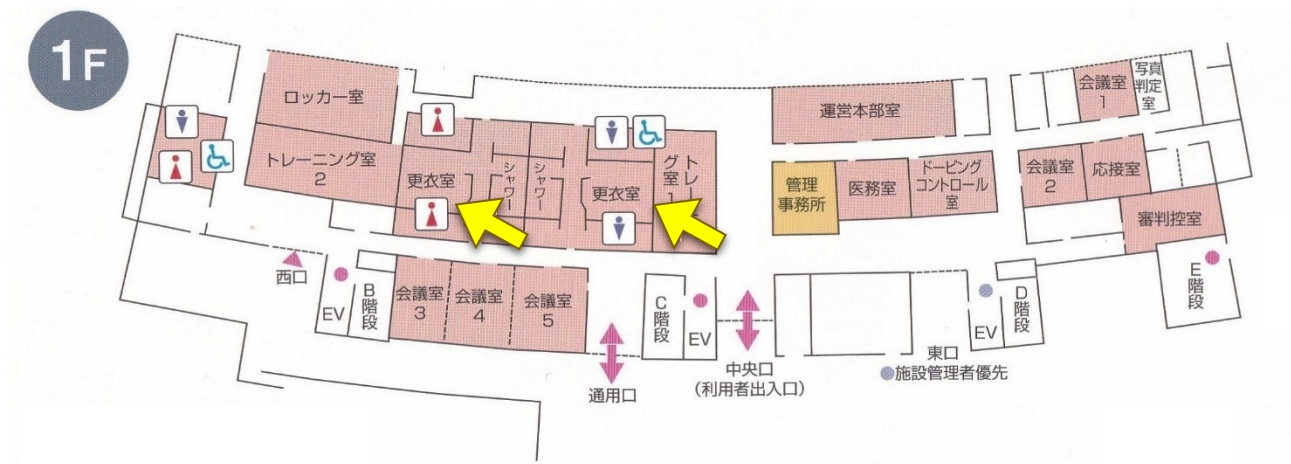 1F
ロッカー室
トレーニング室
2
更衣室
シャワー
シャワー
更衣室
トレーニング室1
運営本部室
管理
事務所
医務室
ドーピング
コントロール
室
会議室
1
写真
判定
室
会議室
2
応接室
審判控室
西口
EV
B階段
会議室
3
会議室
4
会議室
5
通用口
C階段
EV
中央口
(利用者出入口)
EV
D階段
東口
●施設管理者優先
E階段